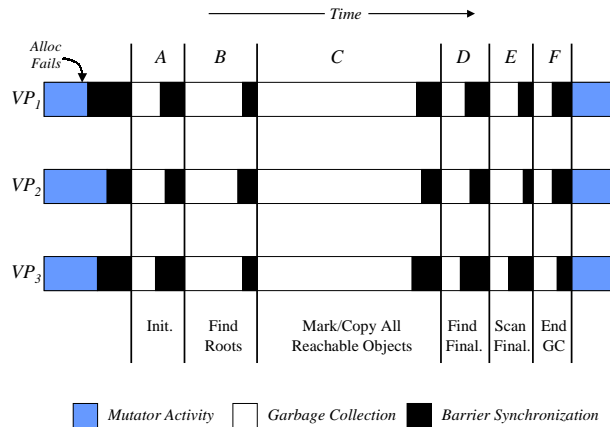 Time
Alloc
Fails
A B C D E F
VP1
VP2
VP3
Init.
Find
Roots
Mark/Copy All
Reachable Objects
Find
Final.
Scan
Final.
End
GC
Mutator Activity
Garbage Collection
Barrier Synchronization